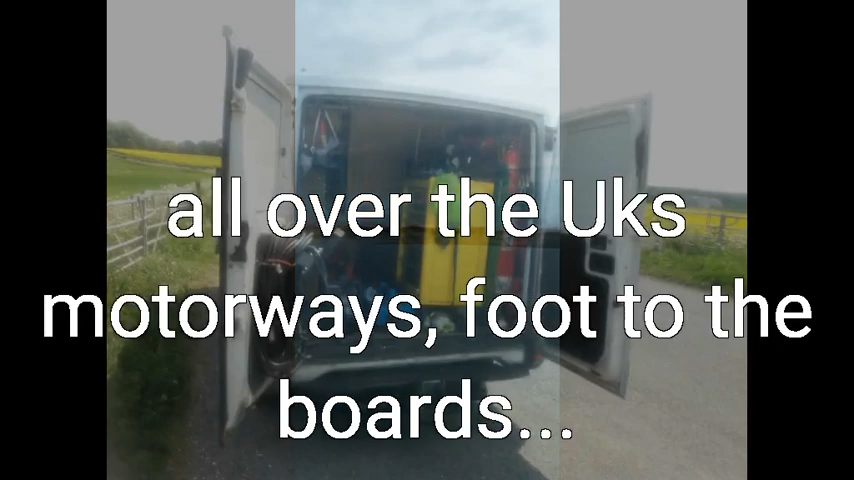 all over the Uks
motorways, foot to the
boards...